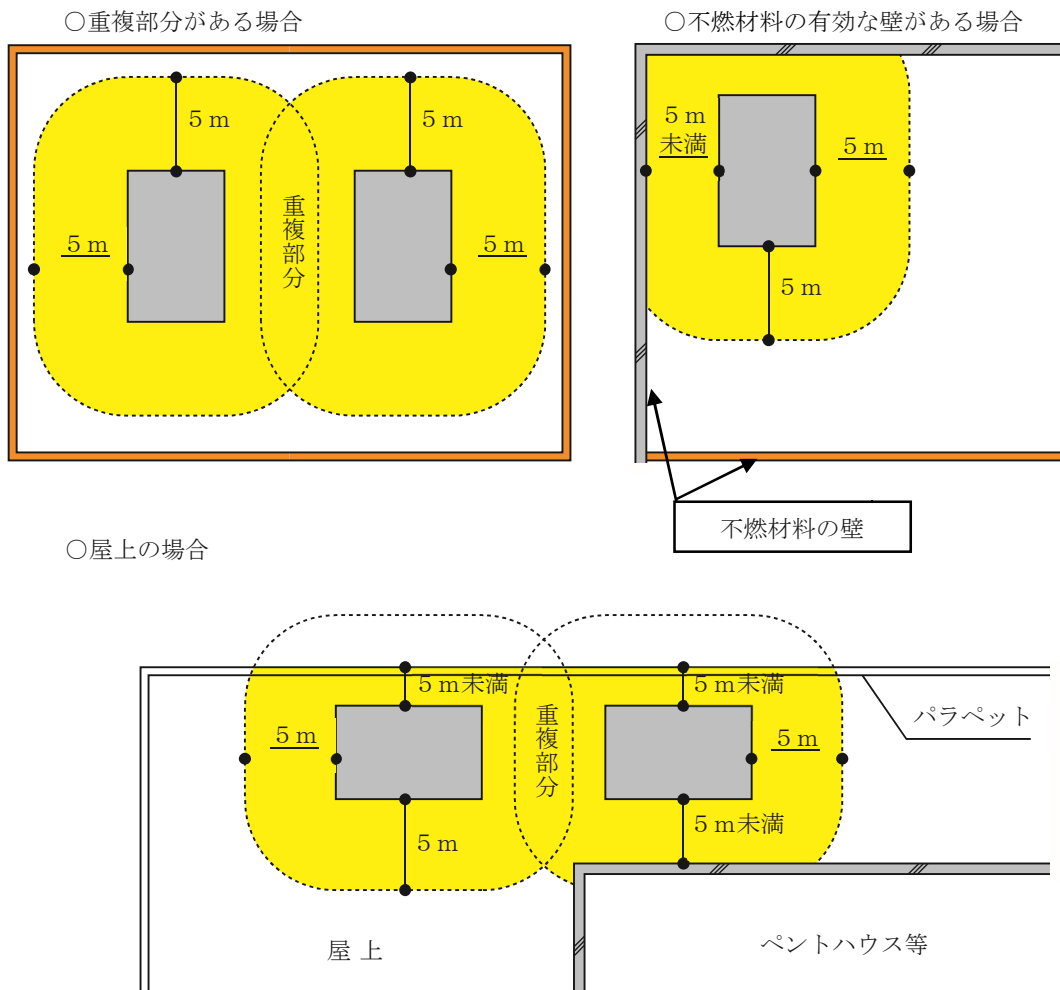 ○重複部分がある場合
５ｍ
５ｍ
５ｍ
重複部分
５ｍ
○不燃材料の有効な壁がある場合
５ｍ
未満
５ｍ
５ｍ
不燃材料の壁
○屋上の場合
５ｍ未満
５ｍ未満
５ｍ
重複部分
５ｍ
パラペット
５ｍ
５ｍ未満
屋 上
ペントハウス等